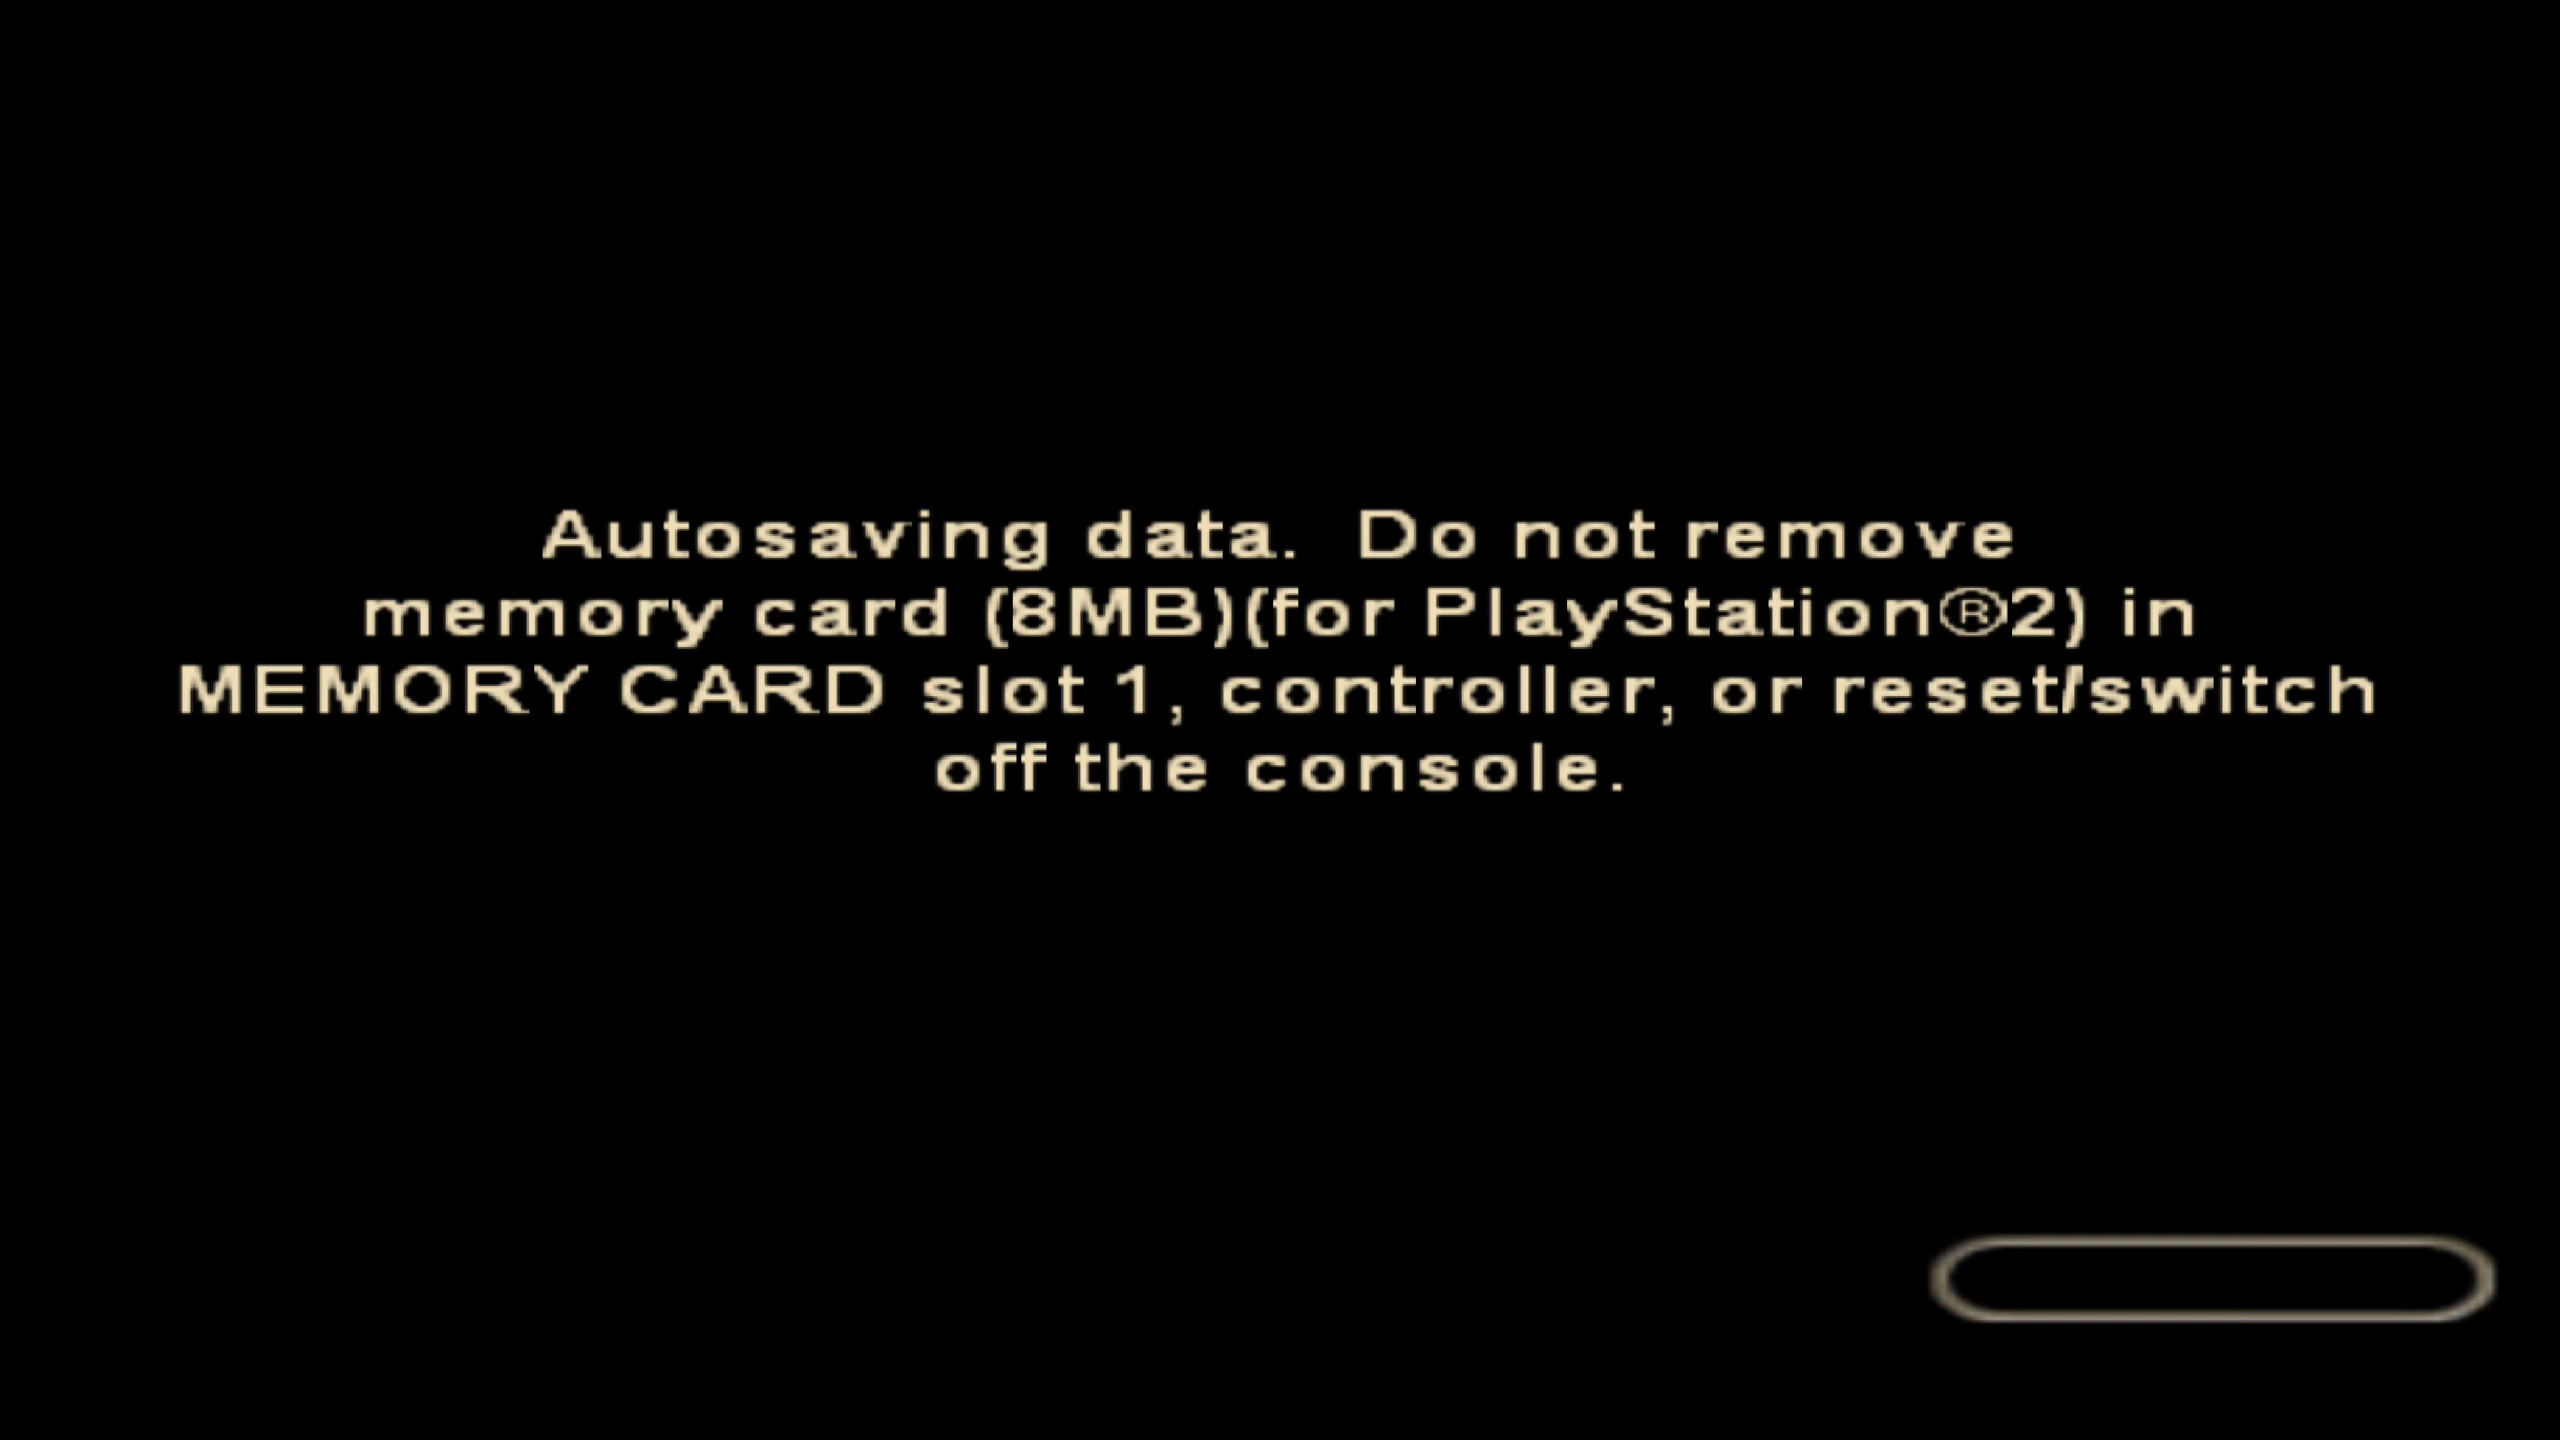 Autosaving data.  Do not remove
memory card (8MB)(for PlayStation®2) in
MEMORY CARD slot 1, controller, or reset/switch
off the console.